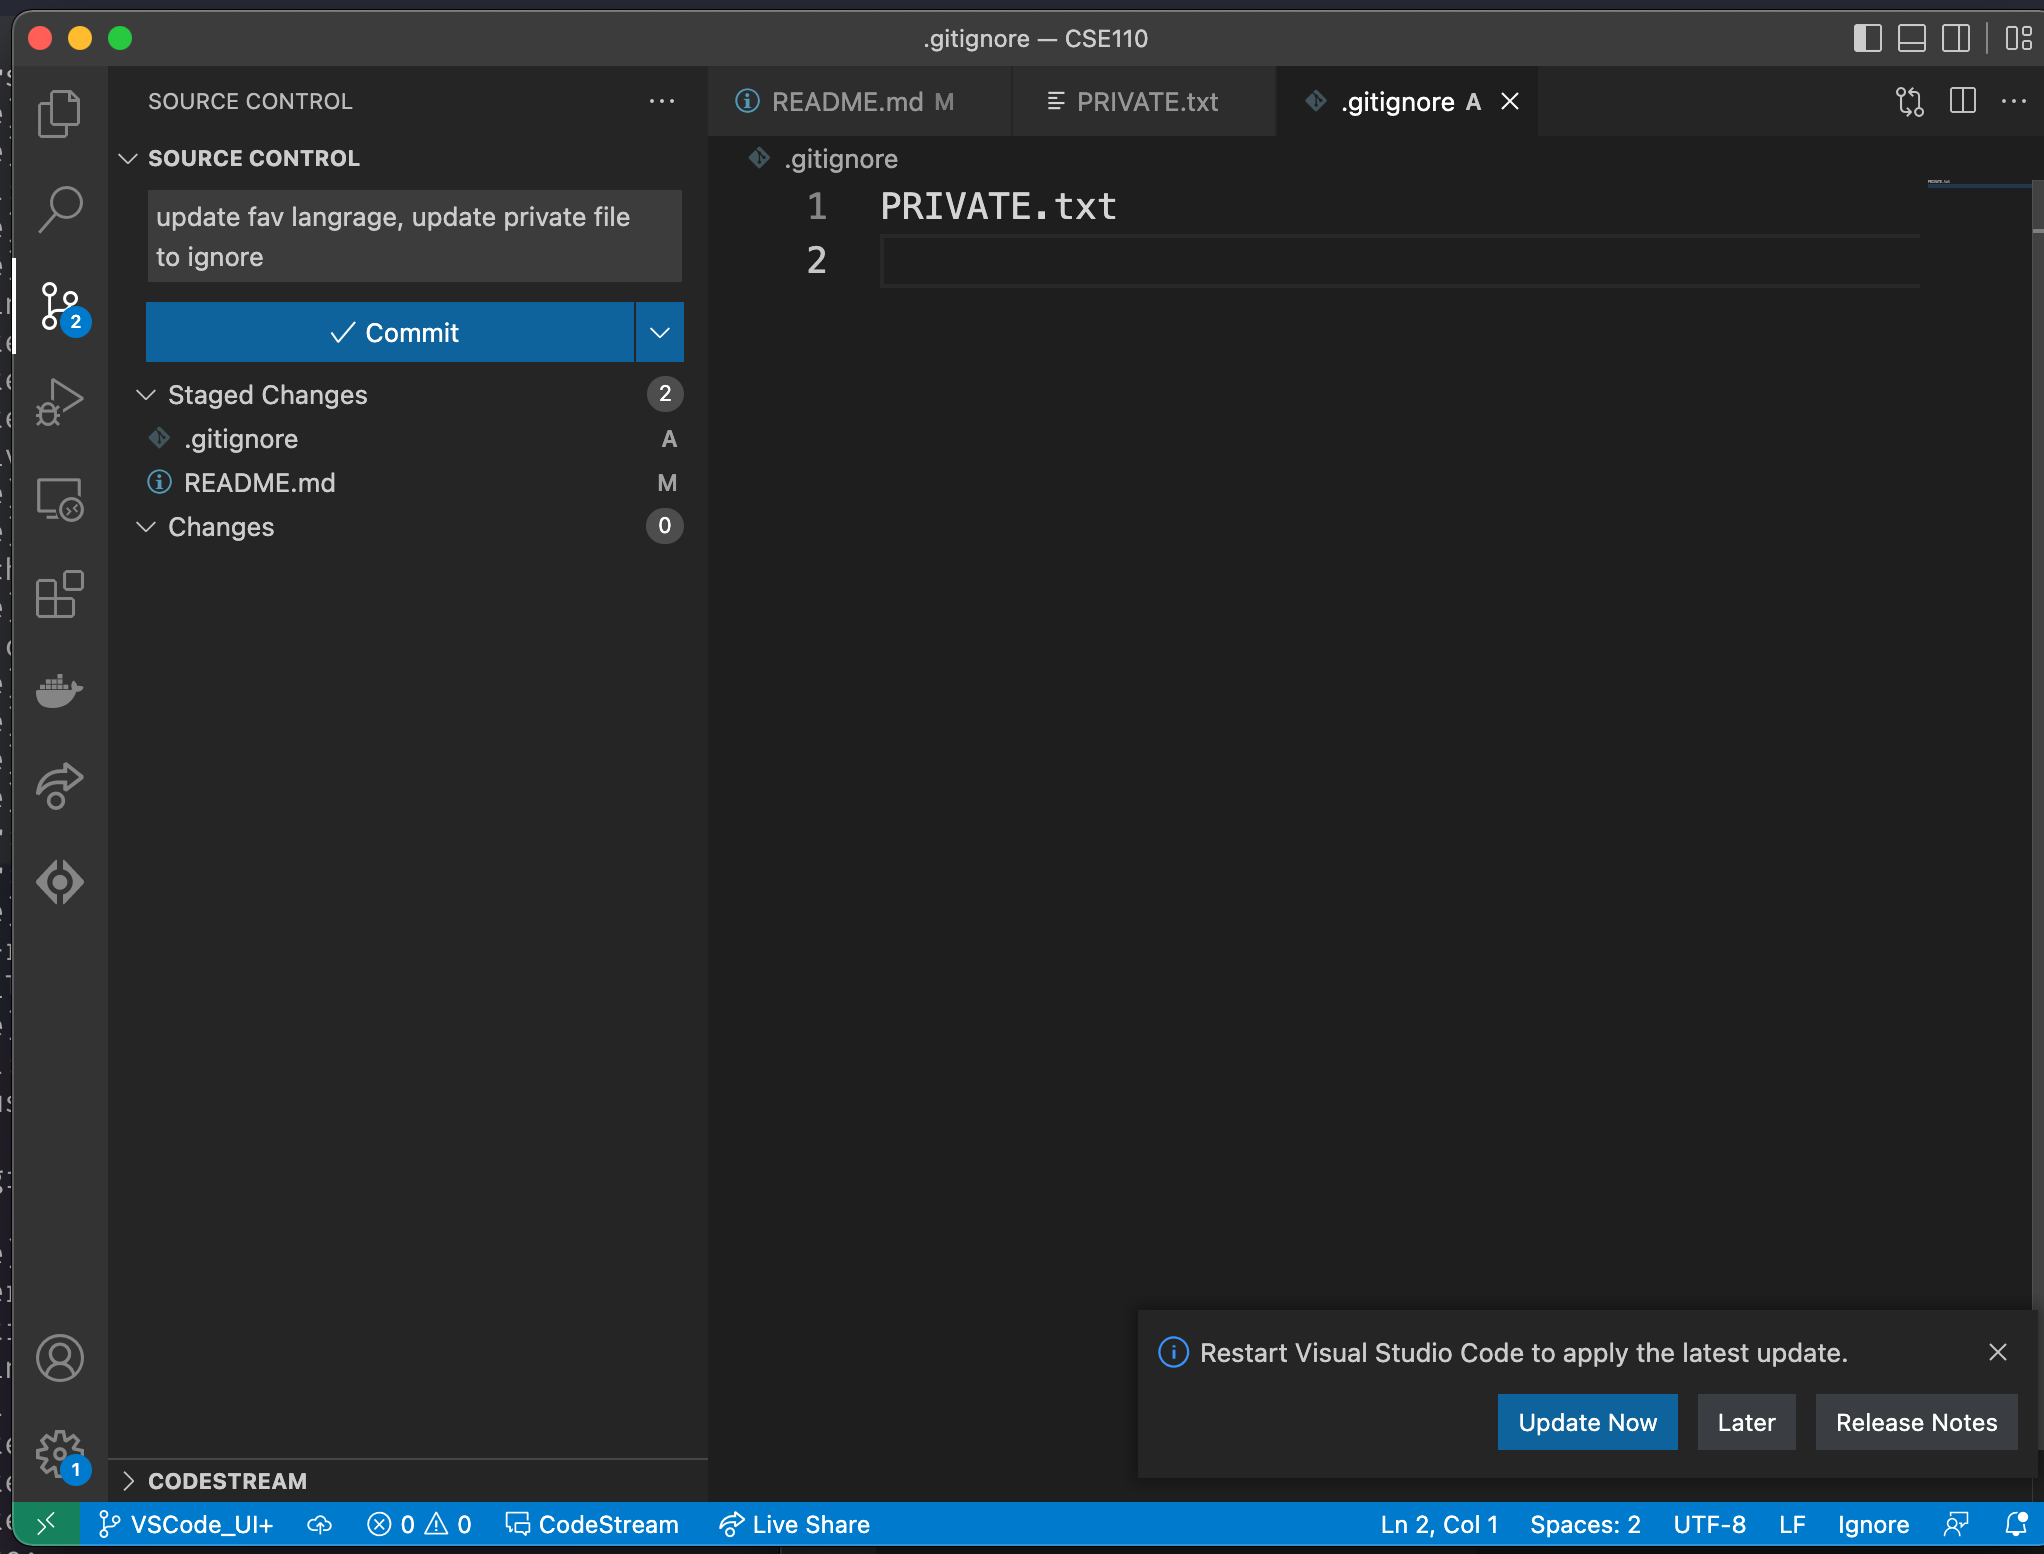 .gitignore — CSE110
SOURCE CONTROL
README.md M
PRIVATE.txt
.gitignore A
SOURCE CONTROL
.gitignore
update fav langrage, update private file
to ignore
1 PRIVATE.txt
2
2
Commit
Staged Changes 2
.gitignore A
README.md M
Changes 0
Restart Visual Studio Code to apply the latest update.
Update Now
Later
Release Notes
1
CODESTREAM
VSCode_UI+ 0 0 CodeStream Live Share Ln 2, Col 1 Spaces: 2 UTF-8 LF Ignore